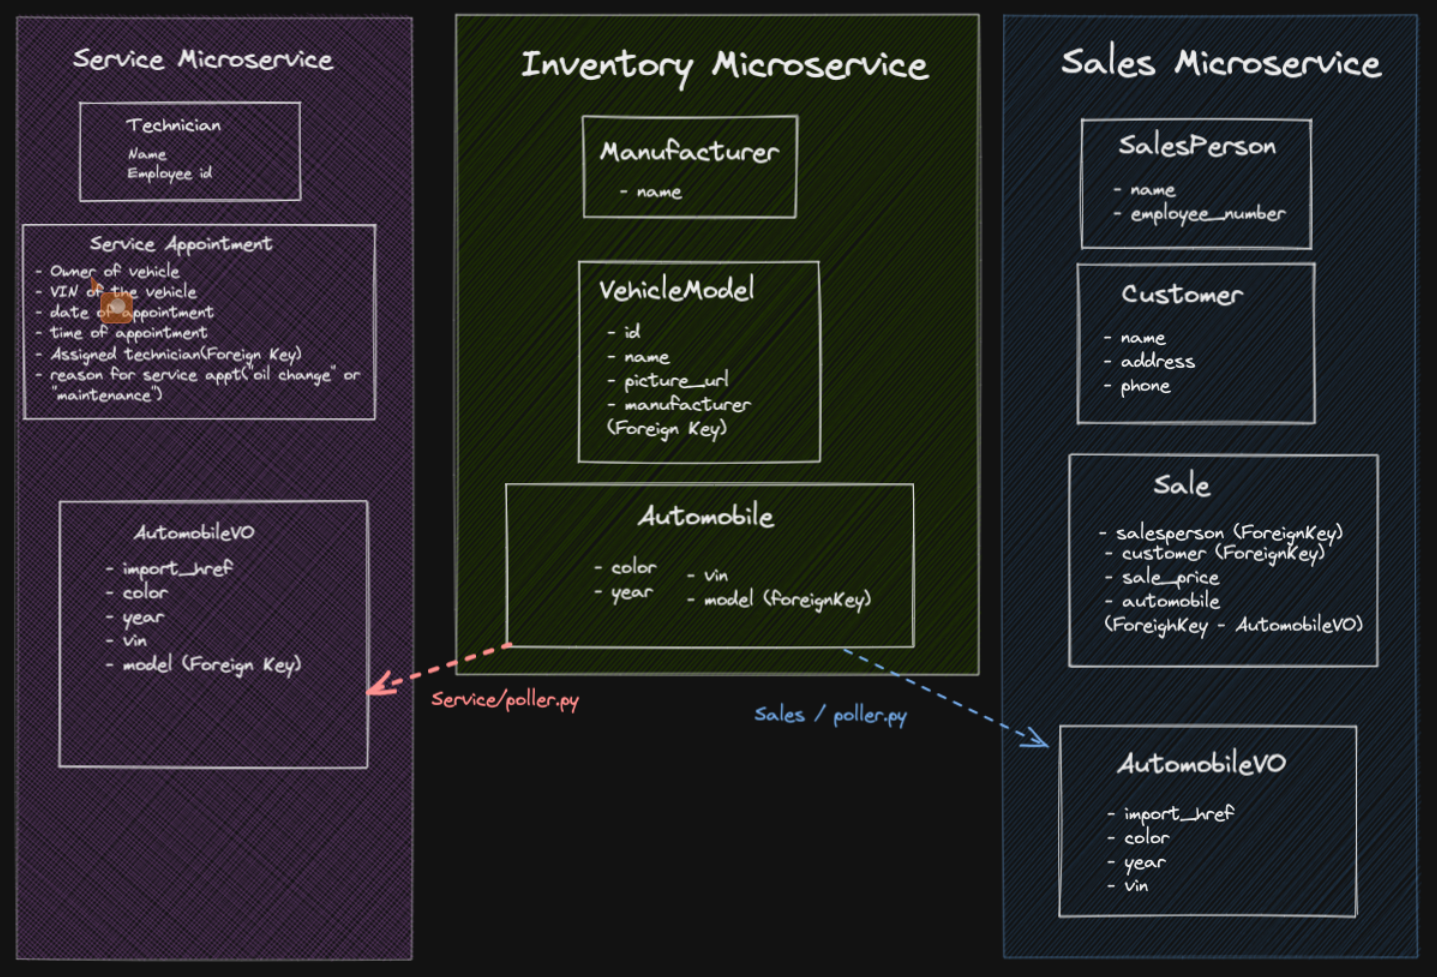 Service Microservice
Technician
Name
Employee id
Service Appointment
- Owner of vehicle
- VIN of the vehicle
- date of appointment
- time of appointment
- Assigned technician(Foreign Key)
- reason for service appt("oil change" or
"maintenance")
AutomobileVO
- import_href
- color
- year
- vin
- model (Foreign Key)
Inventory Microservice
Manufacturer
- name
VehicleModel
- id
- name
- picture_url
- manufacturer
(Foreign Key)
Automobile
- color
- year
- vin
- model (foreignKey)
Service/poller.py
Sales / poller.py
Sales Microservice
SalesPerson
- name
- employee_number
Customer
- name
- address
- phone
Sale
- salesperson (ForeignKey)
- customer (ForeignKey)
- sale_price
- automobile
(ForeighKey - AutomobileVO)
AutomobileVO
- import_href
- color
- year
- vin